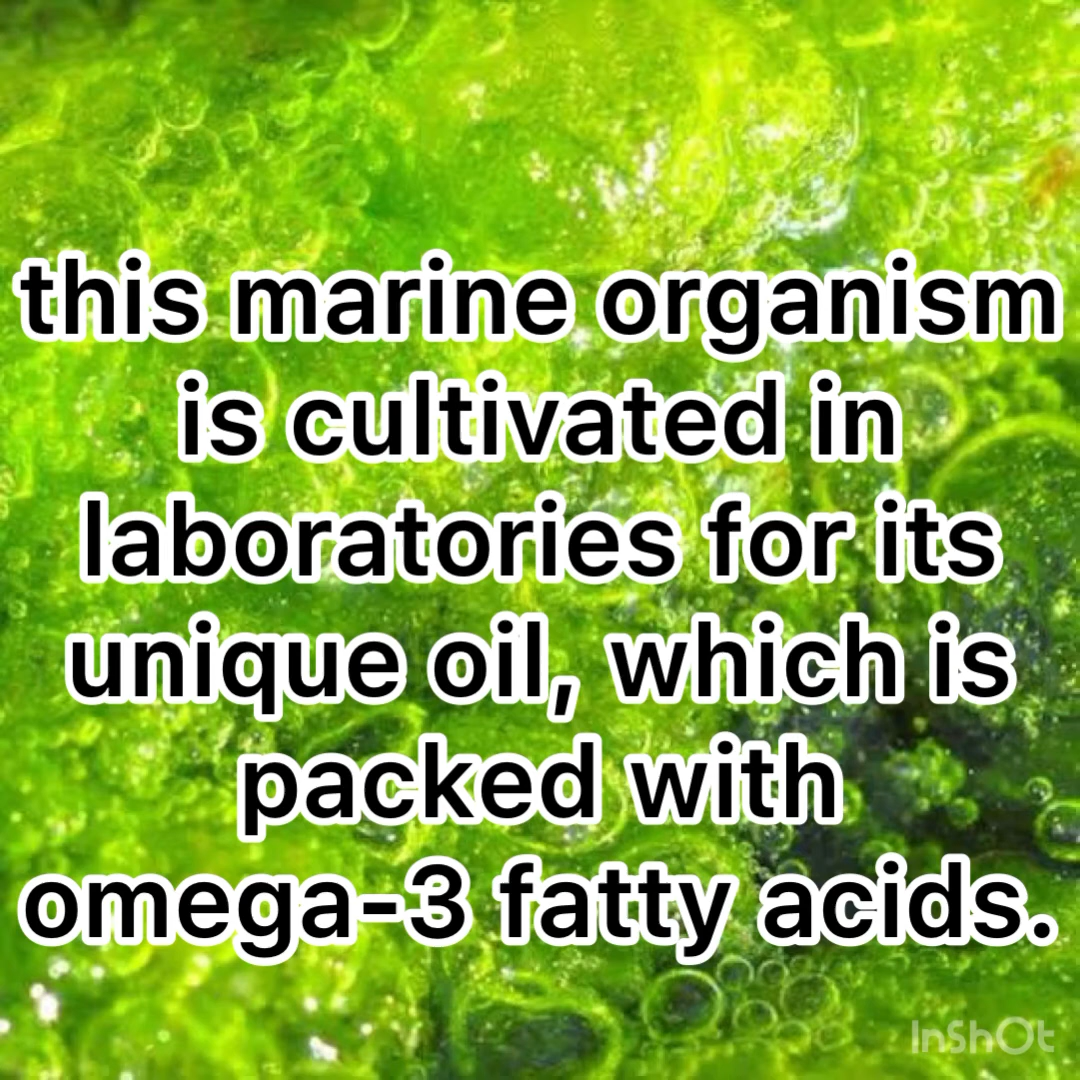 this marine organism
is cultivated in
laboratories for its
unique oil, which is
packed with
omega-3 fatty acids.
InShOt